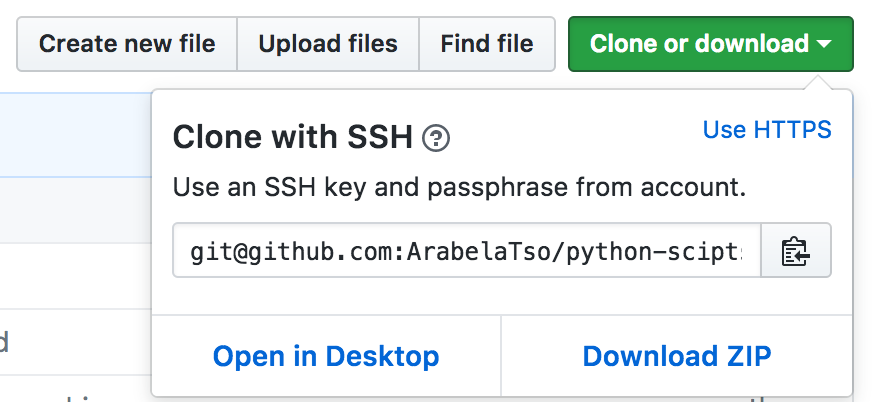 Create new file
Upload files
Find file
Clone or download
Clone with SSH
Use HTTPS
Use an SSH key and passphrase from account.
git@github.com:ArabelaTso/python-scipt
Open in Desktop
Download ZIP
d